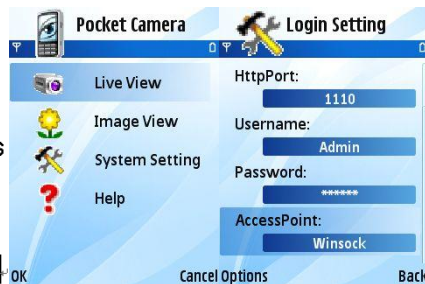 Pocket Camera
Live View
Image View
System Setting
Help
OK
Cancel
Login Setting
HttpPort:
1110
Username:
Admin
Password:
******
AccessPoint:
Winsock
Options
Back
s